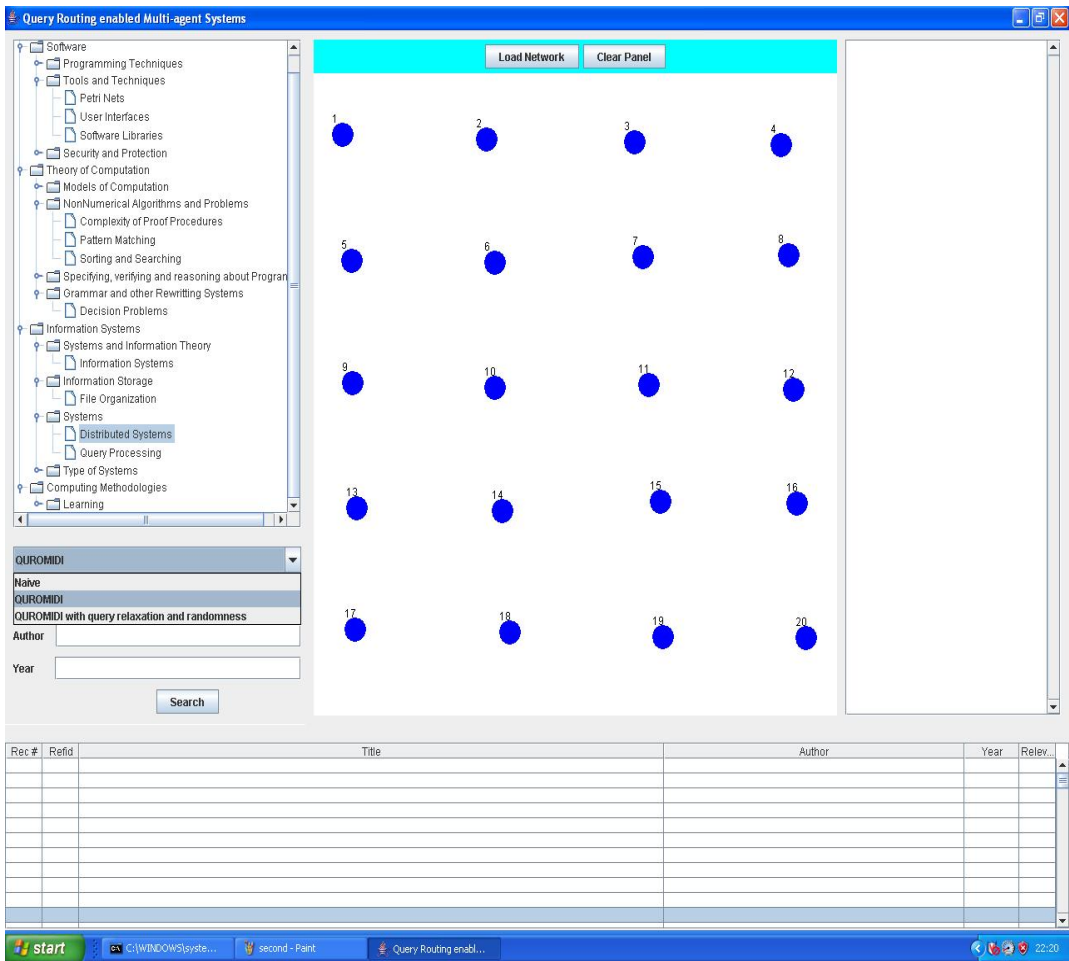 Query Routing enabled Multi-agent Systems
Software
Programming Techniques
Tools and Techniques
Petri Nets
User Interfaces
Software Libraries
Security and Protection
Theory of Computation
Models of Computation
NonNumerical Algorithms and Problems
Complexity of Proof Procedures
Pattern Matching
Sorting and Searching
Specifying, verifying and reasoning about Progran
Grammar and other Rewritting Systems
Decision Problems
Information Systems
Systems and Information Theory
Information Systems
Information Storage
File Organization
Systems
Distributed Systems
Query Processing
Type of Systems
Computing Methodologies
Learning
QUROMIDI
Naive
QUROMIDI
QUROMIDI with query relaxation and randomness
Author
Year
Search
Load Network Clear Panel
1 2 3 4
5 6 7 8
9 10 11 12
13 14 15 16
17 18 19 20
Rec # Refid Title Author Year Relev...
start C:\WINDOWS\syste... second - Paint Query Routing enabl... 22:20